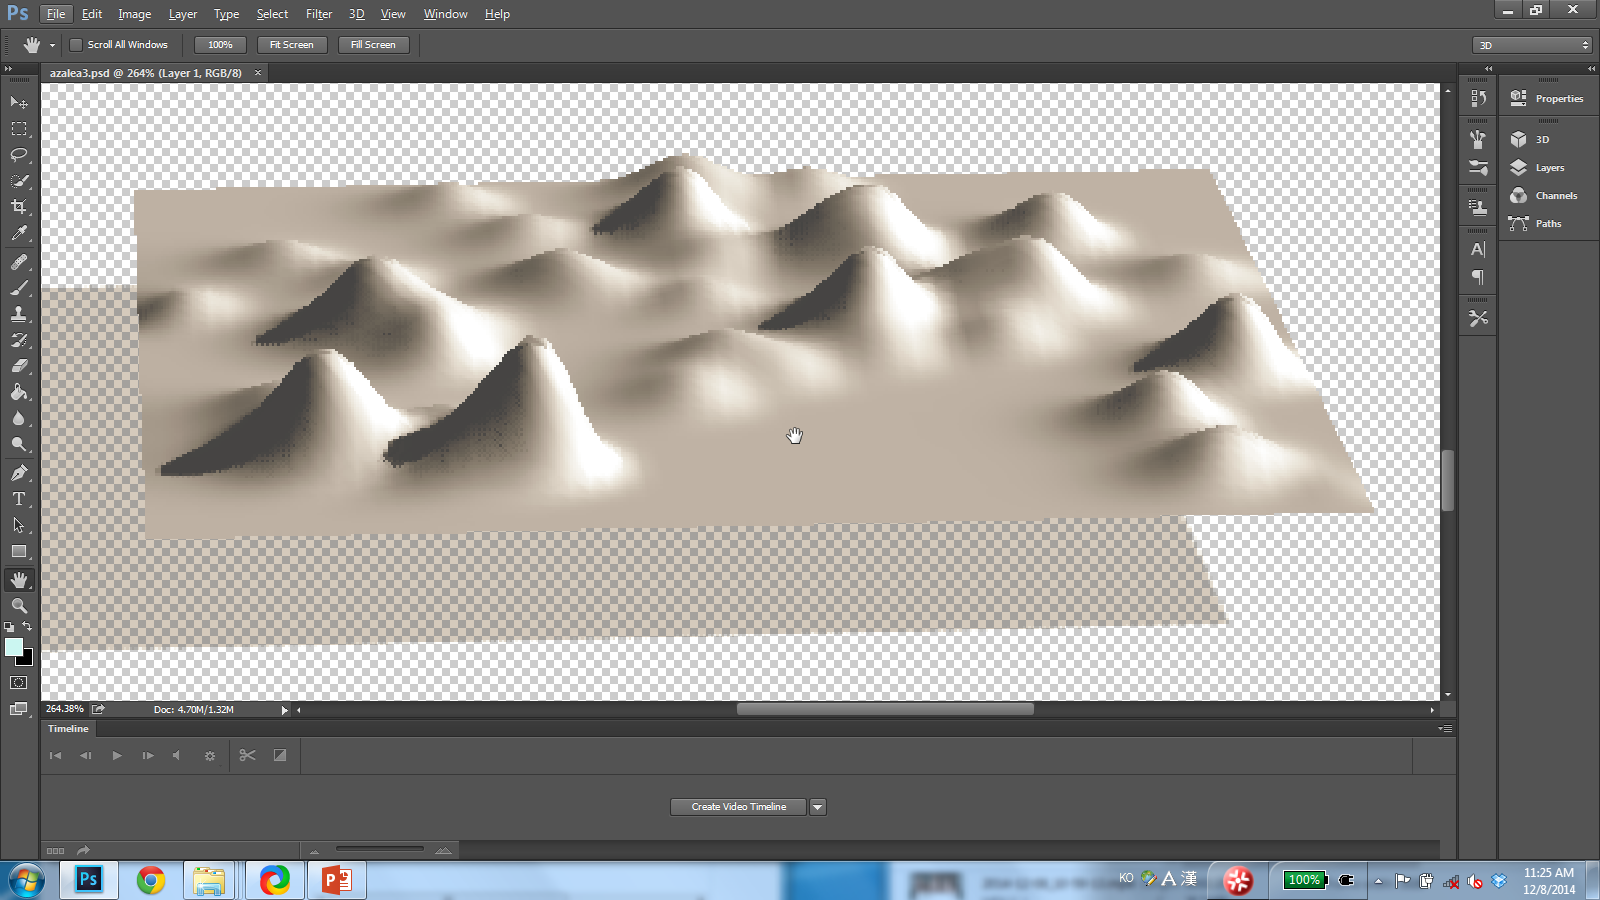 Ps File Edit Image Layer Type Select Filter 3D View Window Help
Scroll All Windows 100% Fit Screen Fill Screen 3D
azalea3.psd @ 264% (Layer 1, RGB/8) ×
Properties
3D
Layers
Channels
Paths
A
T
264.38% Doc: 4.70M/1.32M
Timeline
Create Video Timeline
Ps
KO A 漢
100%
11:25 AM
12/8/2014